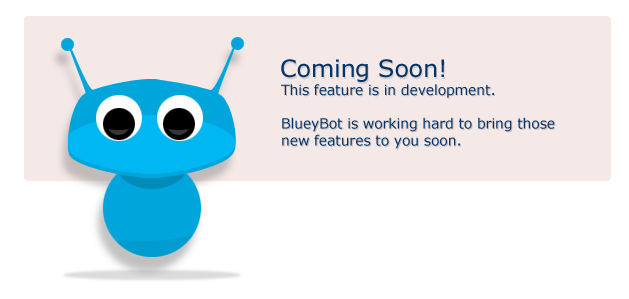 Coming Soon!
This feature is in development.
BlueyBot is working hard to bring those
new features to you soon.